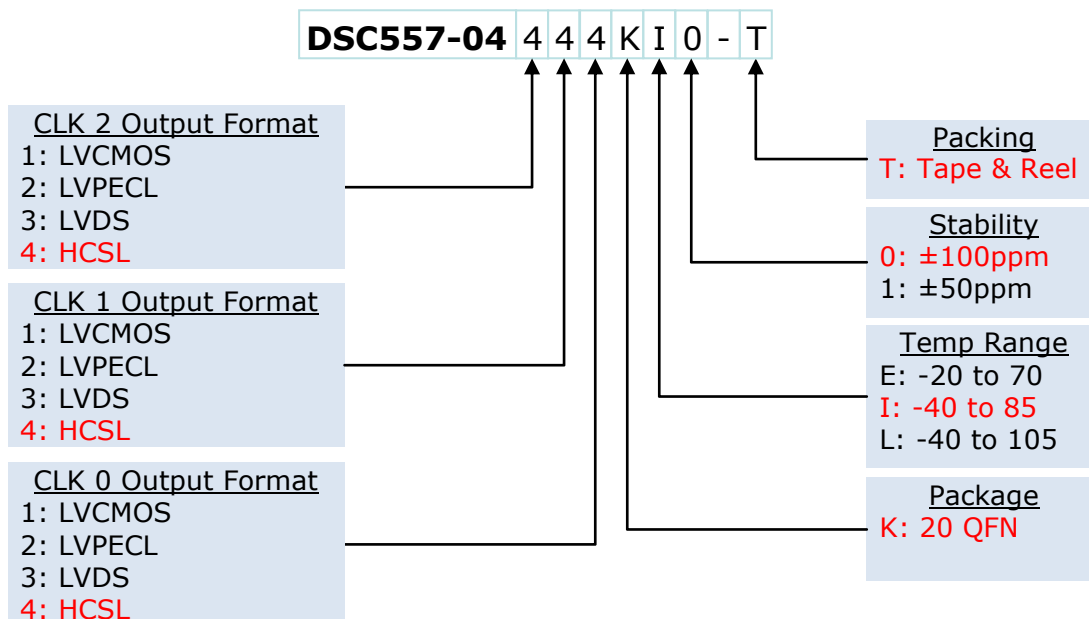 DSC557-04 4 4 4 K I 0 - T
CLK 2 Output Format
1: LVCMOS
2: LVPECL
3: LVDS
4: HCSL
CLK 1 Output Format
1: LVCMOS
2: LVPECL
3: LVDS
4: HCSL
CLK 0 Output Format
1: LVCMOS
2: LVPECL
3: LVDS
4: HCSL
Packing
T: Tape & Reel
Stability
0: ±100ppm
1: ±50ppm
Temp Range
E: -20 to 70
I: -40 to 85
L: -40 to 105
Package
K: 20 QFN